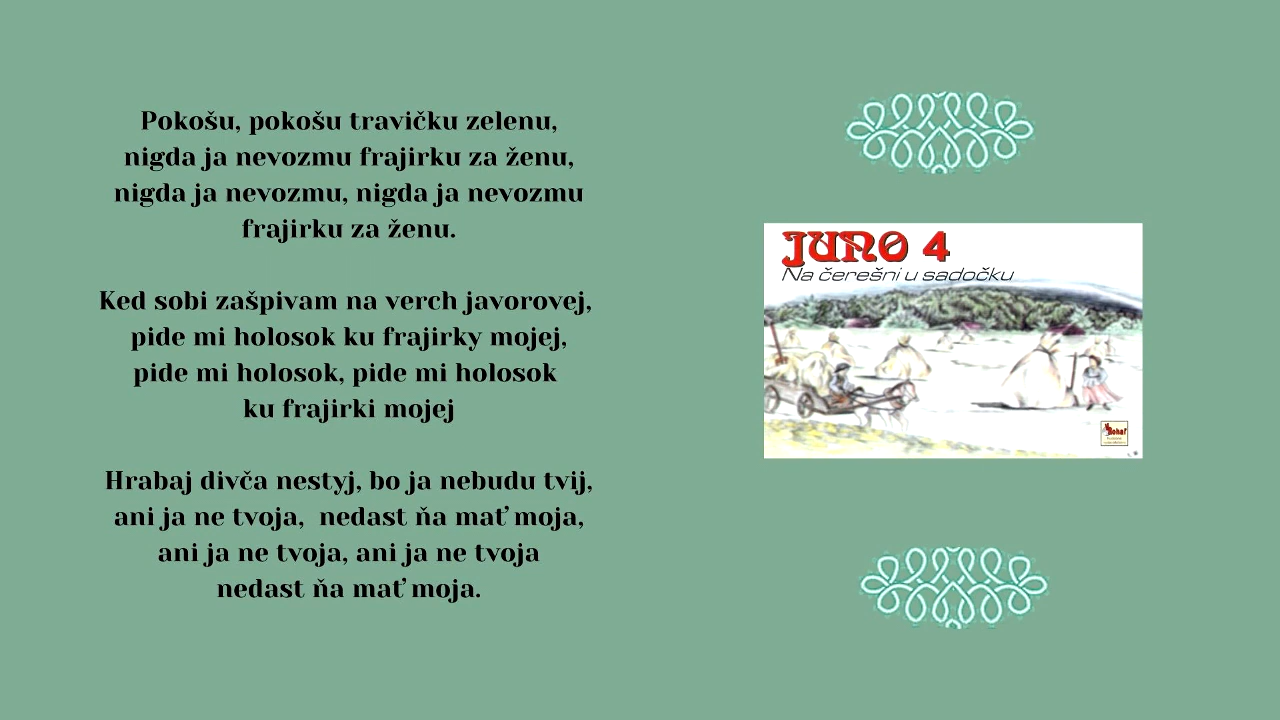 Pokošu, pokošu travičku zelenu,
nigda ja nevozmu frajirku za ženu,
nigda ja nevozmu, nigda ja nevozmu
frajirku za ženu.
Ked sobi zašpivam na verch javorovej,
pide mi holosok ku frajirky mojej,
pide mi holosok, pide mi holosok
ku frajirki mojej
Hrabaj divča nestyj, bo ja nebudu tvij,
ani ja ne tvoja, nedast ňa mať moja,
ani ja ne tvoja, ani ja ne tvoja
nedast ňa mať moja.
JUNO 4
Na čerešni u sadočku